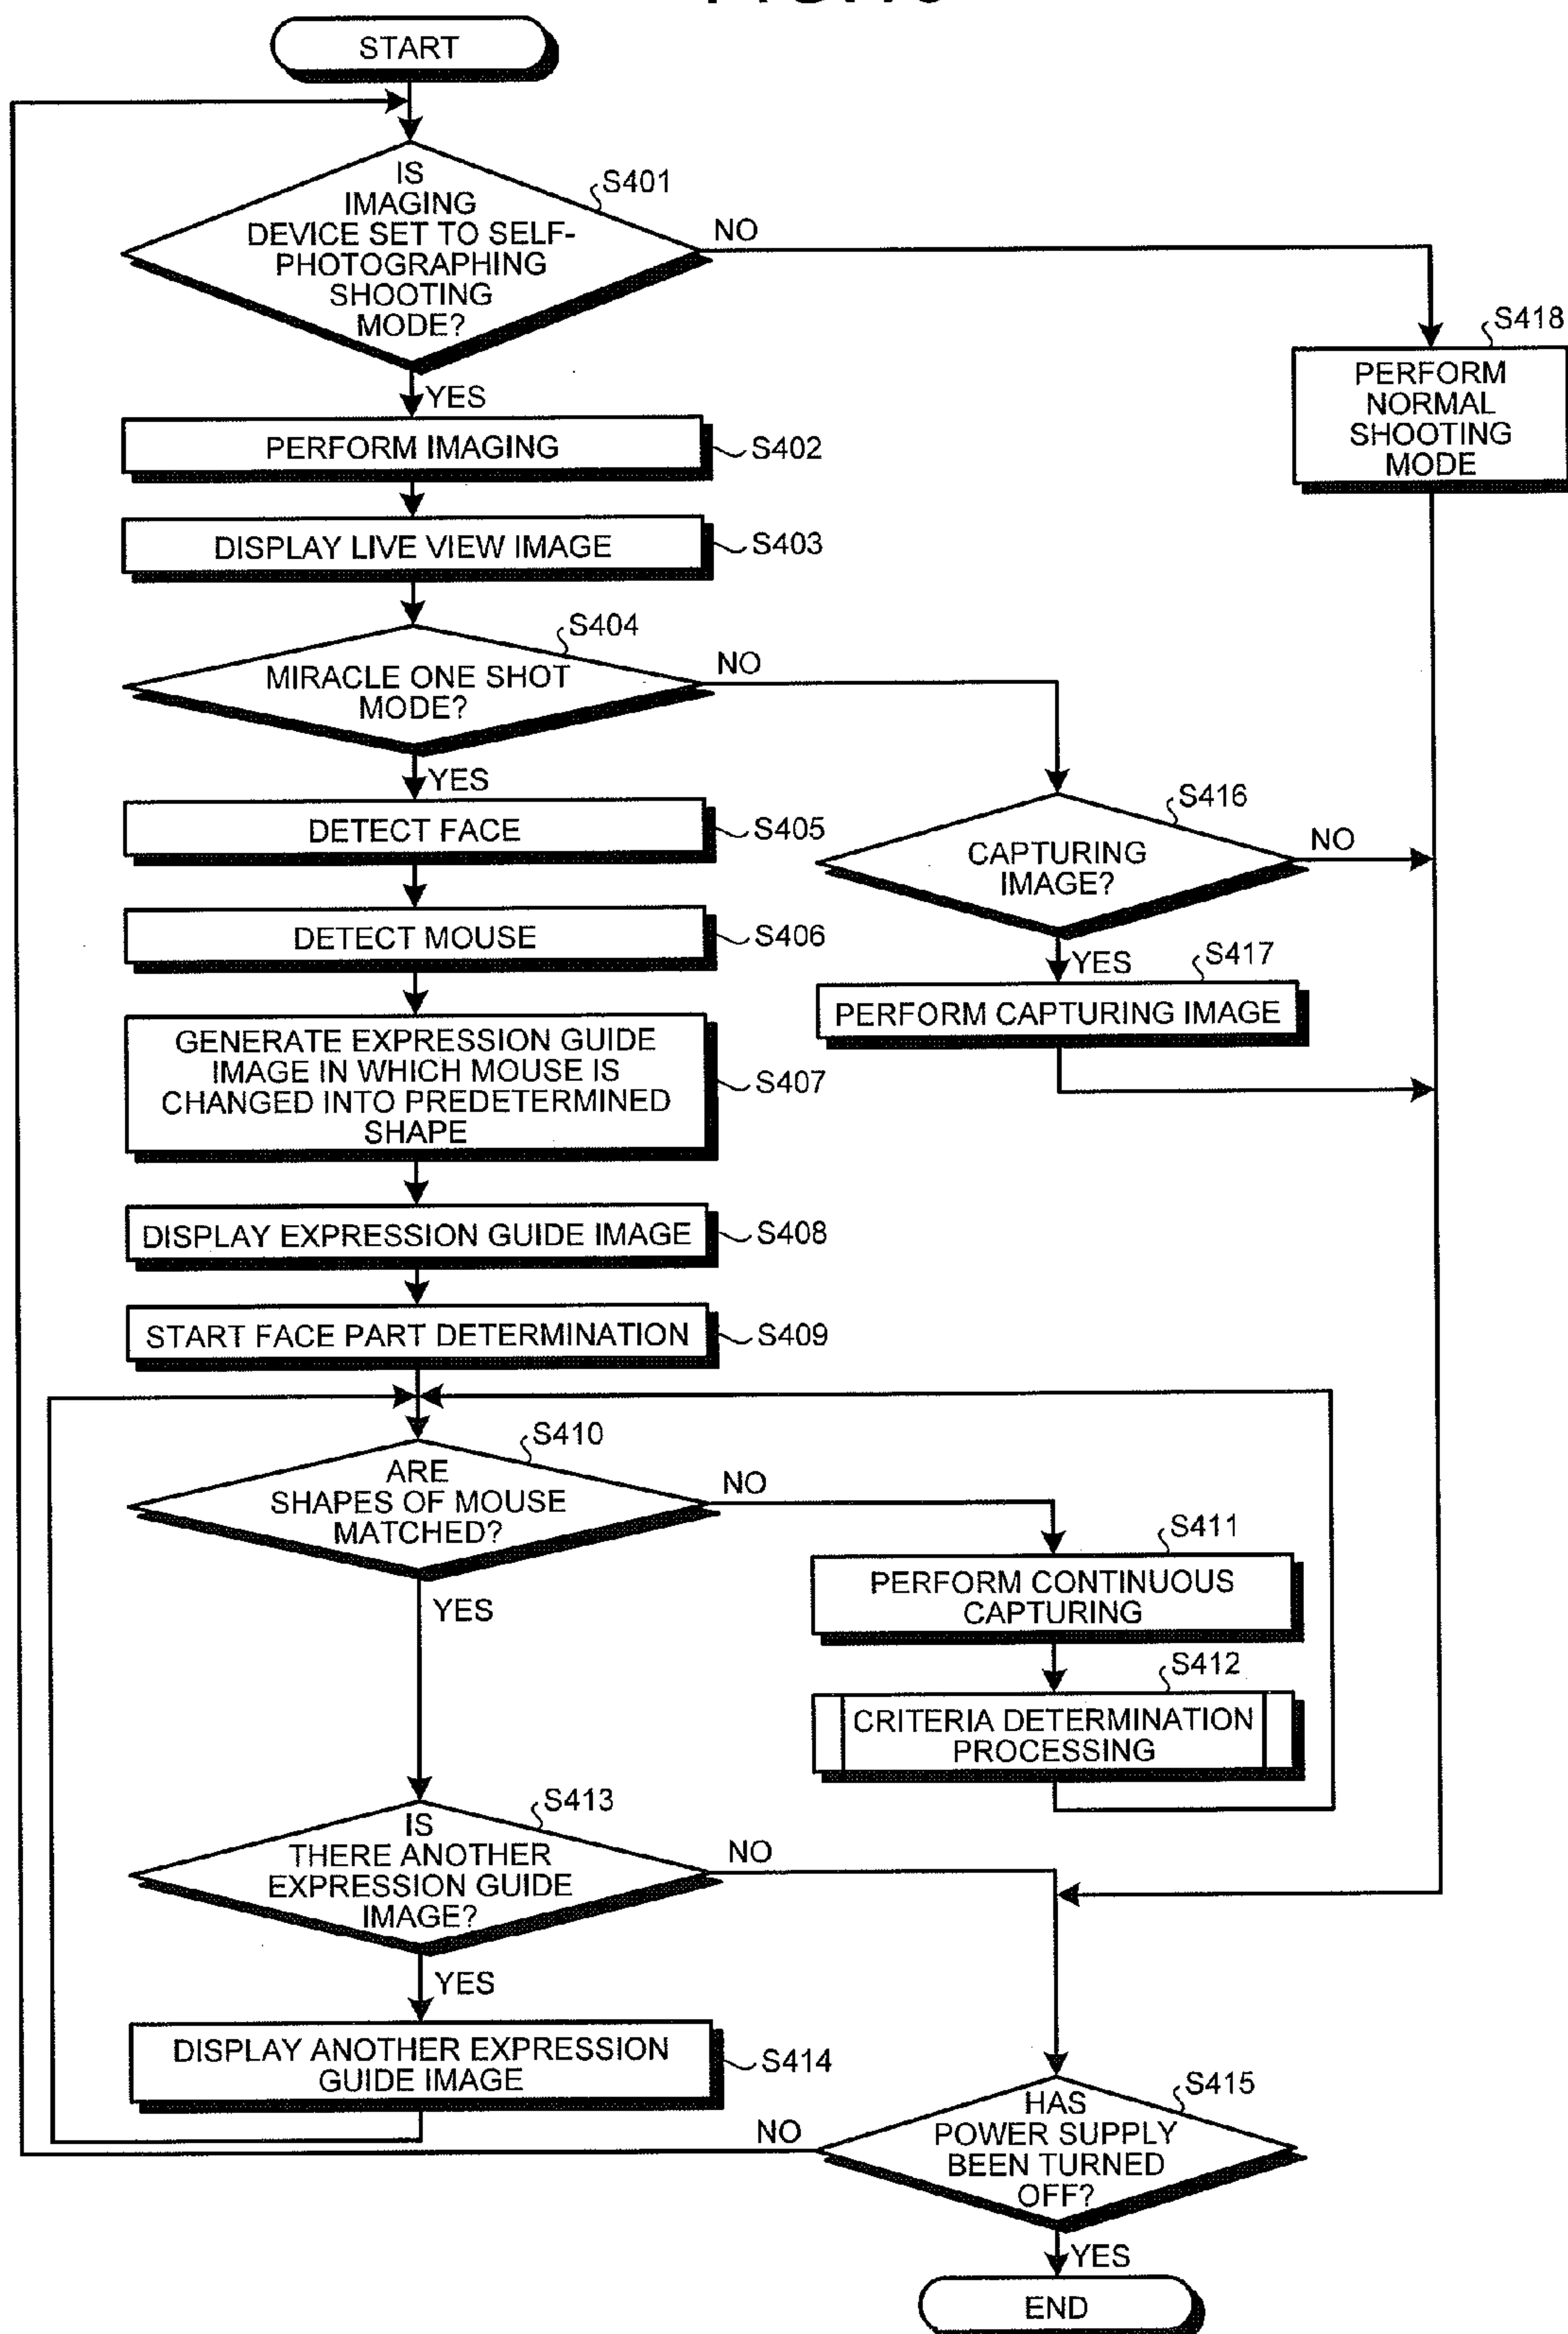 START
IS
IMAGING
DEVICE SET TO SELF-
PHOTOGRAPHING
SHOOTING
MODE?
S401
NO
YES
S418
PERFORM
NORMAL
SHOOTING
MODE
PERFORM IMAGING
S402
DISPLAY LIVE VIEW IMAGE
S403
S404
MIRACLE ONE SHOT
MODE?
NO
YES
DETECT FACE
S405
S416
CAPTURING
IMAGE?
NO
YES
DETECT MOUSE
S406
S417
PERFORM CAPTURING IMAGE
GENERATE EXPRESSION GUIDE
IMAGE IN WHICH MOUSE IS
CHANGED INTO PREDETERMINED
SHAPE
S407
DISPLAY EXPRESSION GUIDE IMAGE
S408
START FACE PART DETERMINATION
S409
S410
ARE
SHAPES OF MOUSE
MATCHED?
NO
YES
S411
PERFORM CONTINUOUS
CAPTURING
S412
CRITERIA DETERMINATION
PROCESSING
S413
IS
THERE ANOTHER
EXPRESSION GUIDE
IMAGE?
NO
YES
DISPLAY ANOTHER EXPRESSION
GUIDE IMAGE
S414
S415
HAS
POWER SUPPLY
BEEN TURNED
OFF?
NO
YES
END